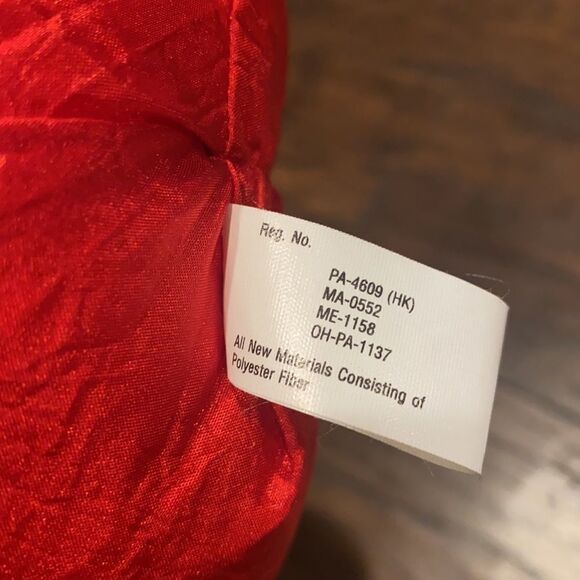 Reg. No.
PA-4609 (HK)
MA-0552
ME-1158
OH-PA-1137
All New Materials Consisting of
Polyester Fiber